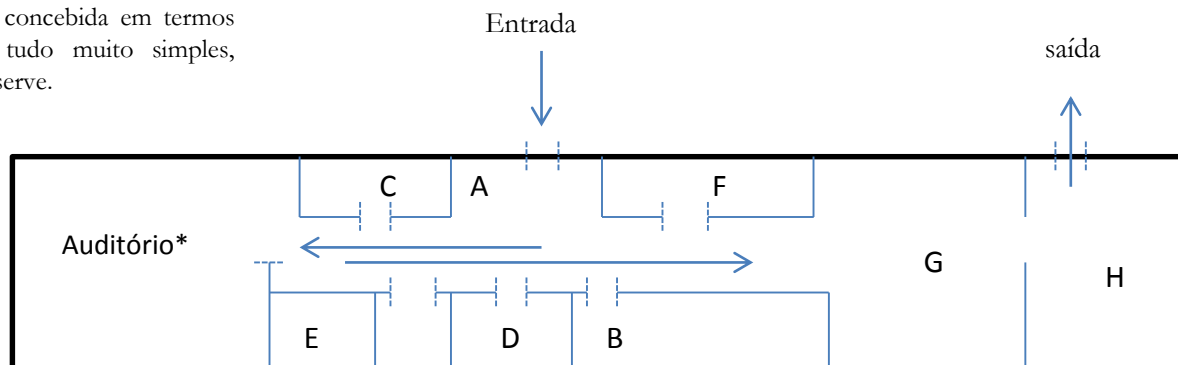 concebida em termos
tudo muito simples,
serve.
Entrada
saída
C
A
F
Auditório*
G
H
E
D
B